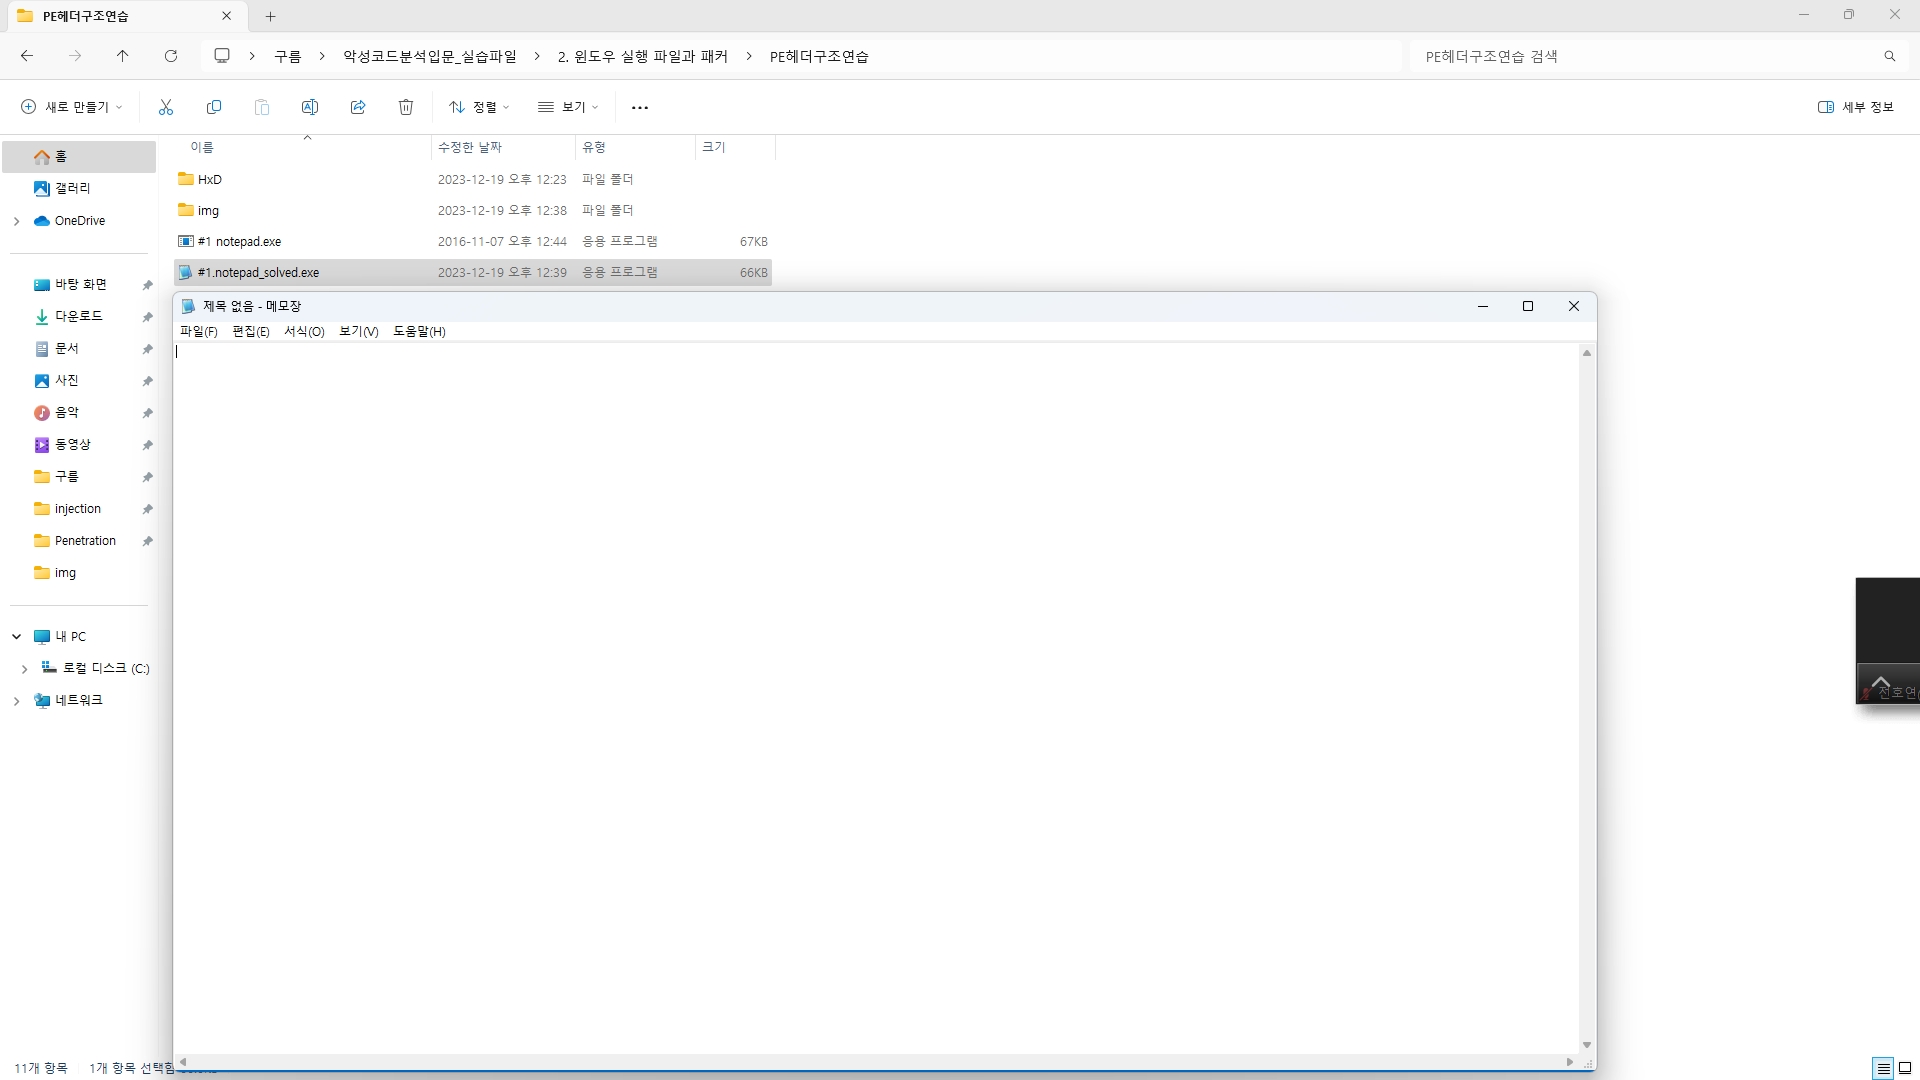 PE헤더구조연습
구름 악성코드분석입문_실습파일 2. 윈도우 실행 파일과 패커 PE헤더구조연습
PE헤더구조연습 검색
새로 만들기 정렬 보기 세부 정보
이름 수정한 날짜 유형 크기
HxD 2023-12-19 오후 12:23 파일 폴더
img 2023-12-19 오후 12:38 파일 폴더
#1 notepad.exe 2016-11-07 오후 12:44 응용 프로그램 67KB
#1.notepad_solved.exe 2023-12-19 오후 12:39 응용 프로그램 66KB
홈
갤러리
OneDrive
바탕 화면
다운로드
문서
사진
음악
동영상
구름
injection
Penetration
img
내 PC
로컬 디스크 (C:)
네트워크
제목 없음 - 메모장
파일(F) 편집(E) 서식(O) 보기(V) 도움말(H)
전호연(
11개 항목 1개 항목 선택함